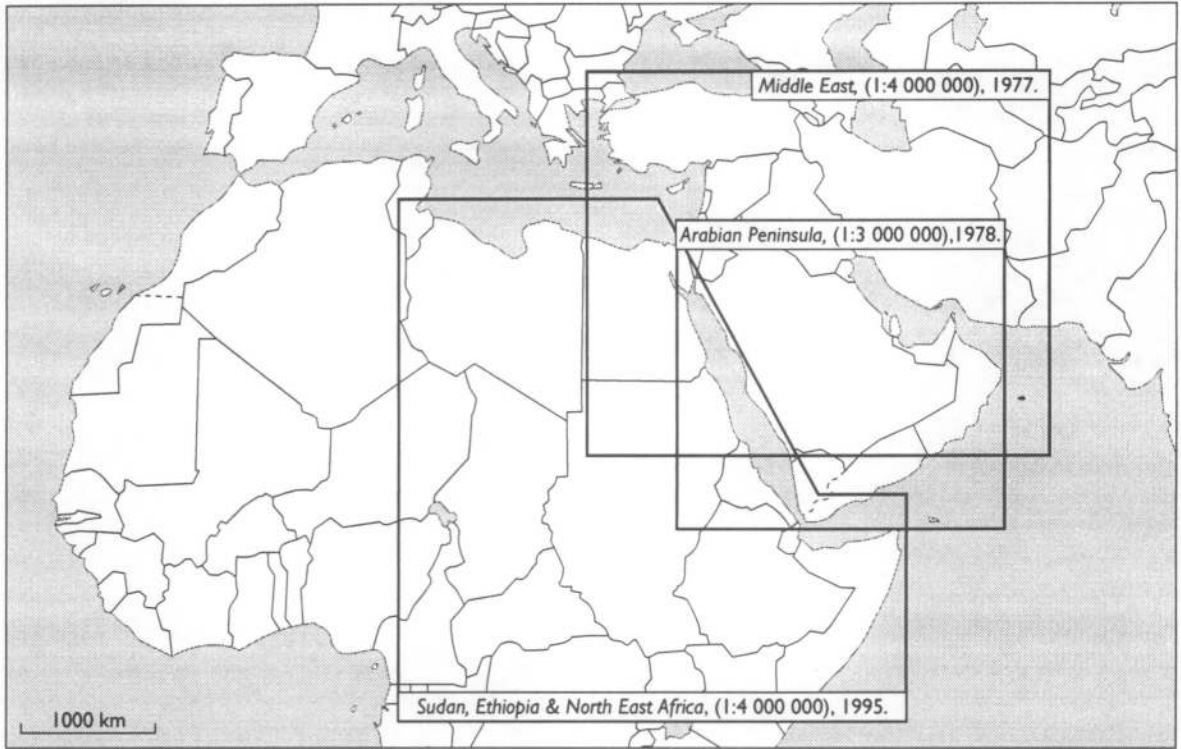 Middle East, (1:4 000 000), 1977.
Arabian Peninsula, (1:3 000 000),1978.
Sudan, Ethiopia & North East Africa, (1:4 000 000), 1995.
1000 km